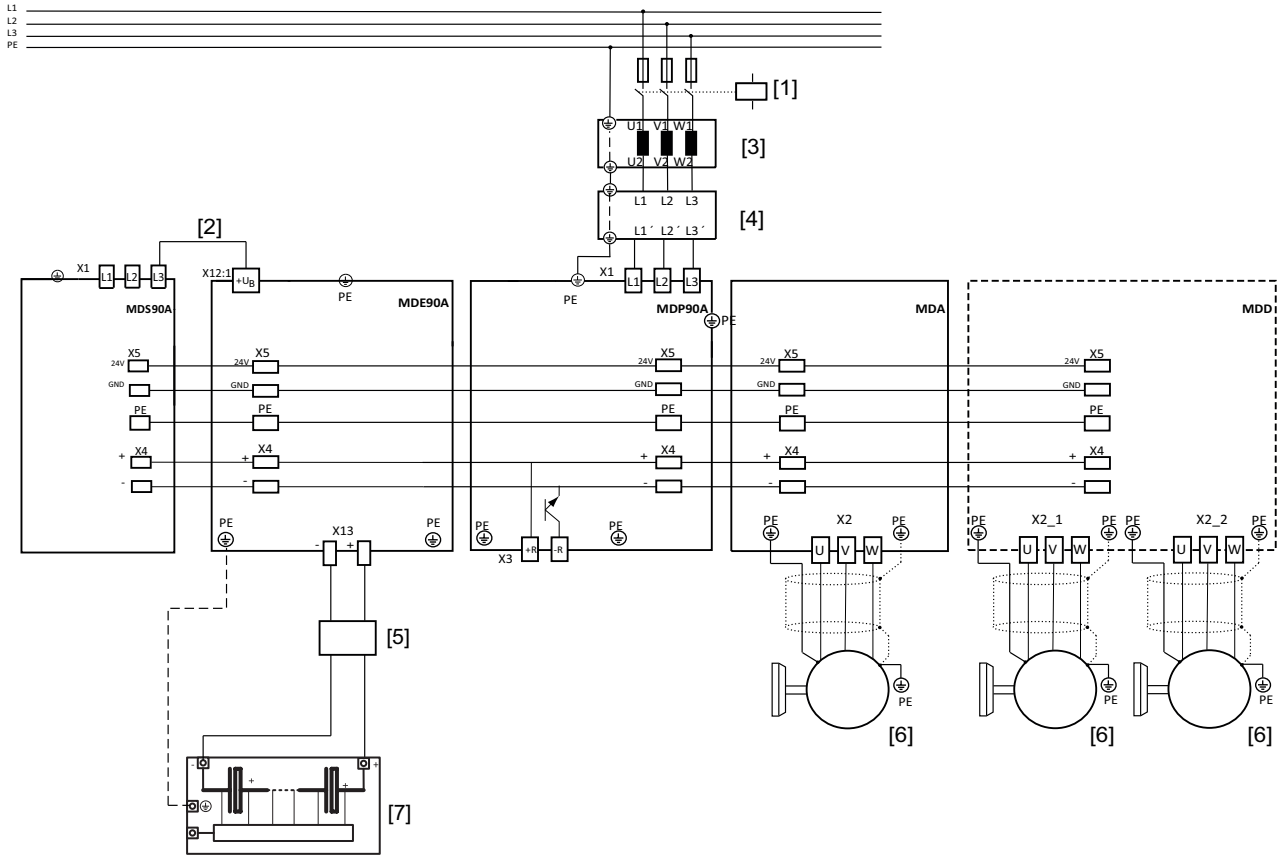 L1
L2
L3
PE
[1]
U1 V1 W1
U2 V2 W2
[3]
L1 L2 L3
L1´ L2´ L3´
[4]
[2]
X1 L1 L2 L3
X12:1 +UB
PE
PE
X1 L1 L2 L3
MDS90A
MDE90A
MDP90A
PE
MDA
MDD
X5 X5 X5 X5 X5
24V 24V 24V 24V 24V
GND GND GND GND GND
PE PE PE PE PE
X4 X4 X4 X4 X4
+ + + + +
- - - - -
PE
- X13 +
PE
PE
X3 +R -R
PE
PE X2 PE
U V W
PE X2_1 PE
U V W
PE X2_2 PE
U V W
[5]
PE
PE
PE
[6]
[6]
[6]
- +
+ +
[7]